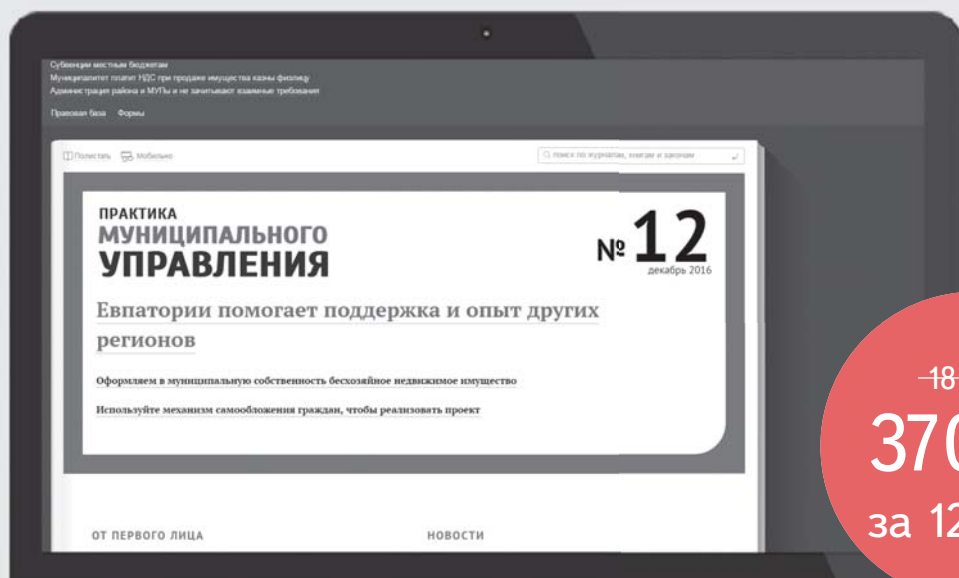 Субвенции местным бюджетам
Муниципалитет платит НДС при продаже имущества казны физлицу
Администрация района и МУПы и не зачитывают взаимные требования
Правовая база Формы
Полистать Мобильно
поиск по журналам, книгам и законам
ПРАКТИКА
МУНИЦИПАЛЬНОГО
УПРАВЛЕНИЯ
№ 12
декабрь 2016
Евпатории помогает поддержка и опыт других
регионов
Оформляем в муниципальную собственность бесхозяйное недвижимое имущество
Используйте механизм самообложения граждан, чтобы реализовать проект
ОТ ПЕРВОГО ЛИЦА
НОВОСТИ
18
370
за 12